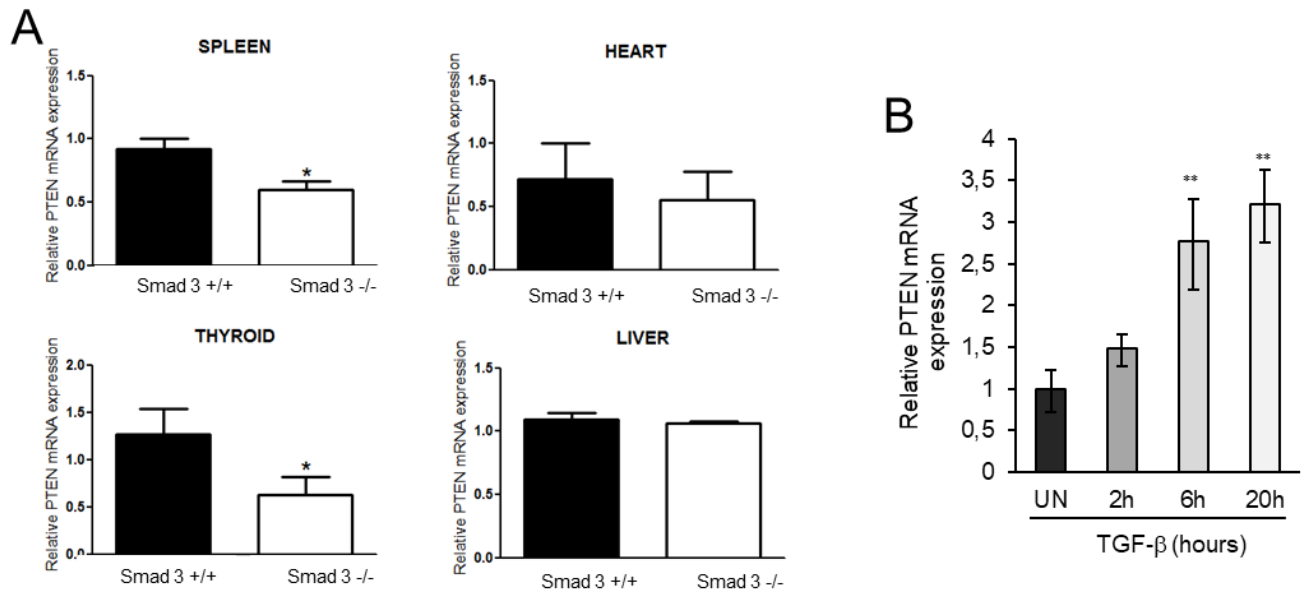 A
SPLEEN
Relative PTEN mRNA expression
1.5
1.0
0.5
0.0
*
Smad 3 +/+ Smad 3 -/-
HEART
Relative PTEN mRNA expression
1.5
1.0
0.5
0.0
Smad 3 +/+ Smad 3 -/-
THYROID
Relative PTEN mRNA expression
2.0
1.5
1.0
0.5
0.0
*
Smad 3 +/+ Smad 3 -/-
LIVER
Relative PTEN mRNA expression
1.5
1.0
0.5
0.0
Smad 3 +/+ Smad 3 -/-
B
Relative PTEN mRNA
expression
4
3,5
3
2,5
2
1,5
1
0,5
0
** **
UN 2h 6h 20h
TGF-β (hours)